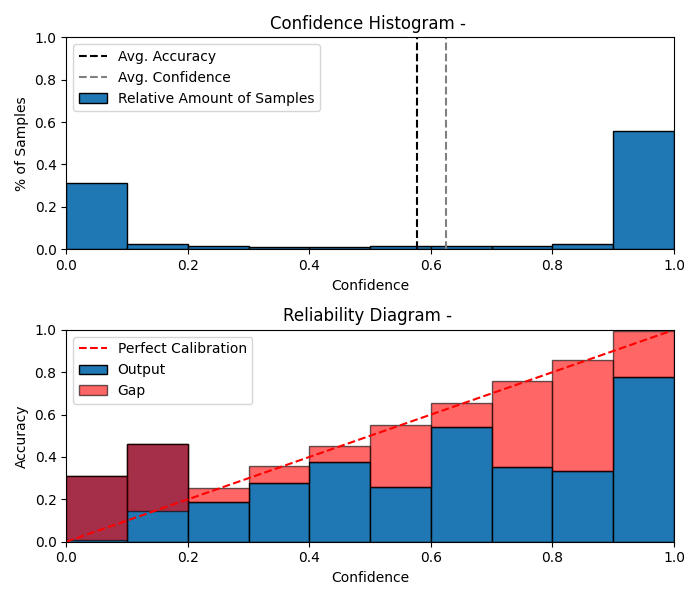 Confidence Histogram -
1.0
0.8
0.6
0.4
0.2
0.0
% of Samples
Avg. Accuracy
Avg. Confidence
Relative Amount of Samples
0.0 0.2 0.4 0.6 0.8 1.0
Confidence
Reliability Diagram -
1.0
0.8
0.6
0.4
0.2
0.0
Accuracy
Perfect Calibration
Output
Gap
0.0 0.2 0.4 0.6 0.8 1.0
Confidence